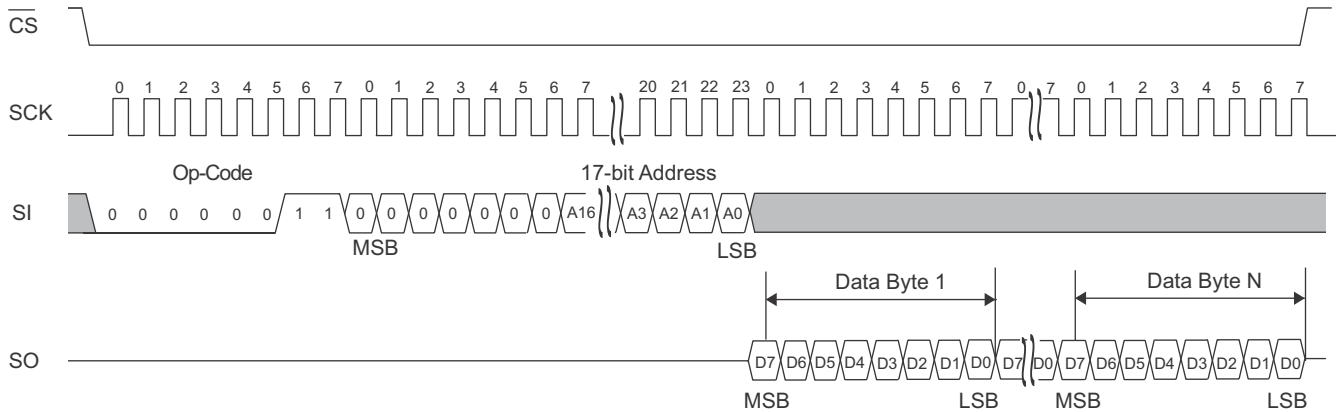 CS
0 1 2 3 4 5 6 7 0 1 2 3 4 5 6 7 20 21 22 23 0 1 2 3 4 5 6 7 0 7 0 1 2 3 4 5 6 7
SCK
Op-Code 17-bit Address
SI 0 0 0 0 0 0 1 1 0 0 0 0 0 0 0 A16 A3 A2 A1 A0
MSB LSB
Data Byte 1 Data Byte N
SO D7 D6 D5 D4 D3 D2 D1 D0 D7 D0 D7 D6 D5 D4 D3 D2 D1 D0
MSB LSB MSB LSB